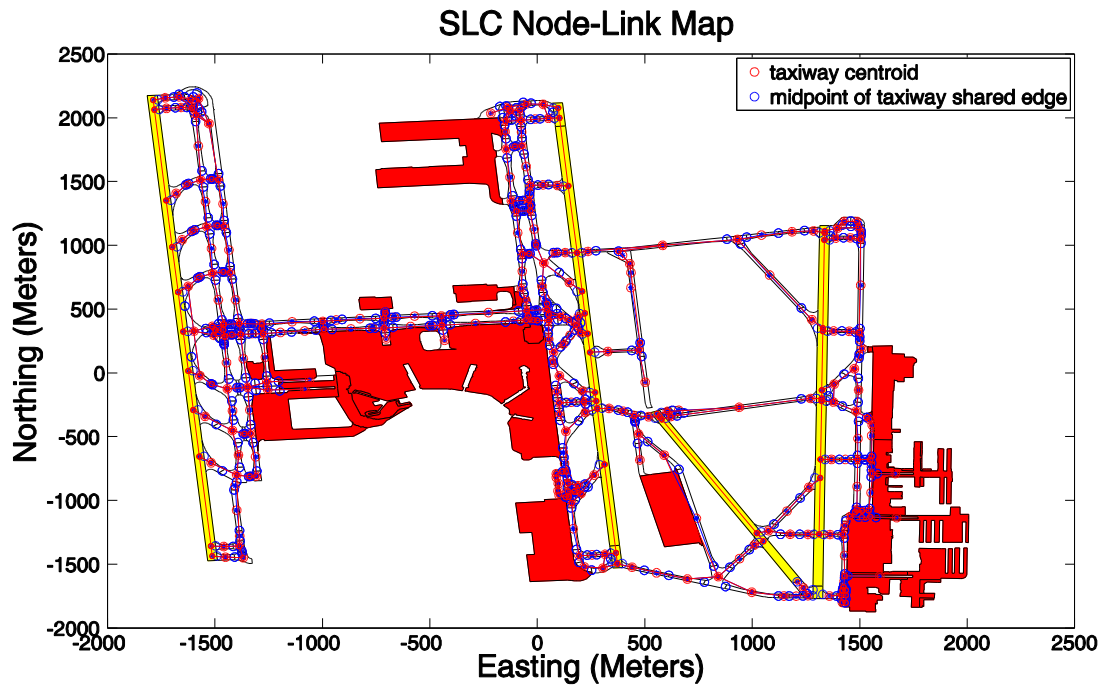 SLC Node-Link Map
taxiway centroid
midpoint of taxiway shared edge
2500
2000
1500
1000
500
0
-500
-1000
-1500
-2000
Northing (Meters)
-2000 -1500 -1000 -500 0 500 1000 1500 2000 2500
Easting (Meters)